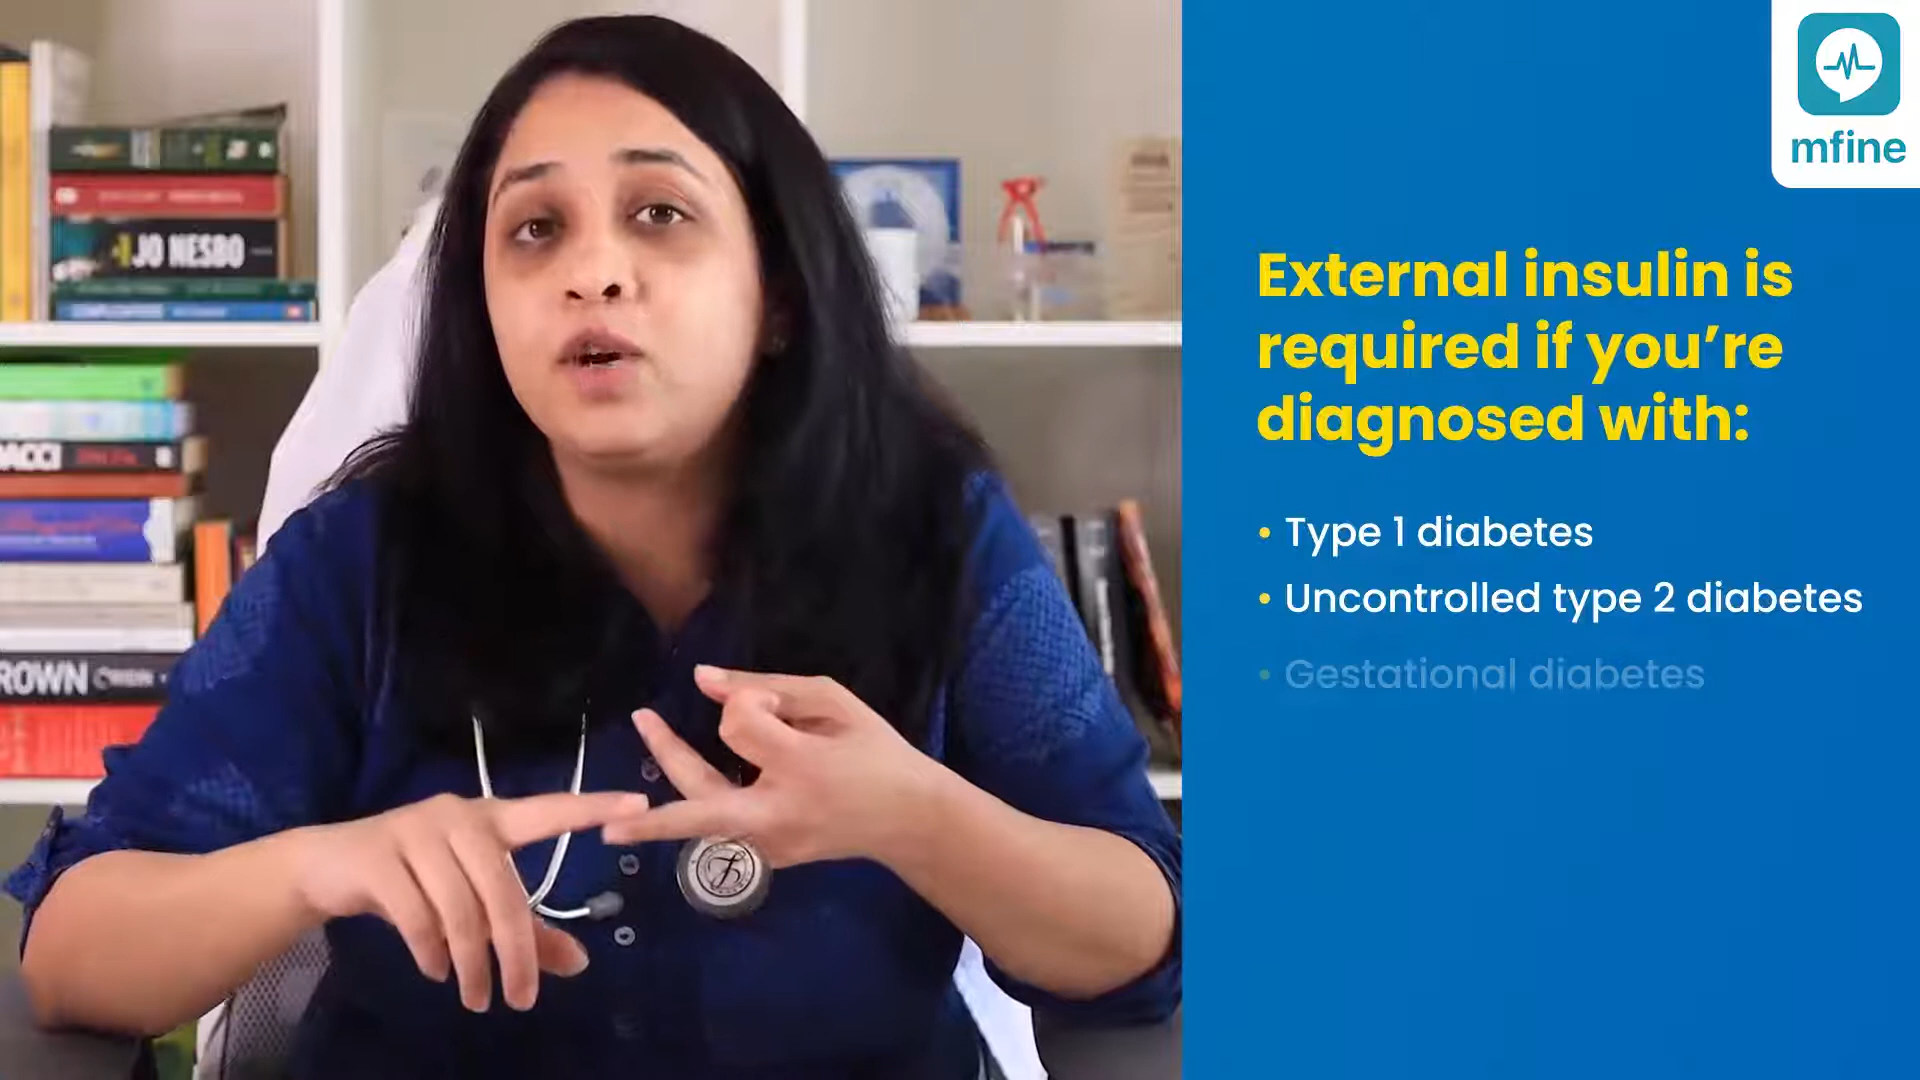 mfine
External insulin is
required if you’re
diagnosed with:
• Type 1 diabetes
• Uncontrolled type 2 diabetes
• Gestational diabetes
JO NESBO
DACCI
ROWN